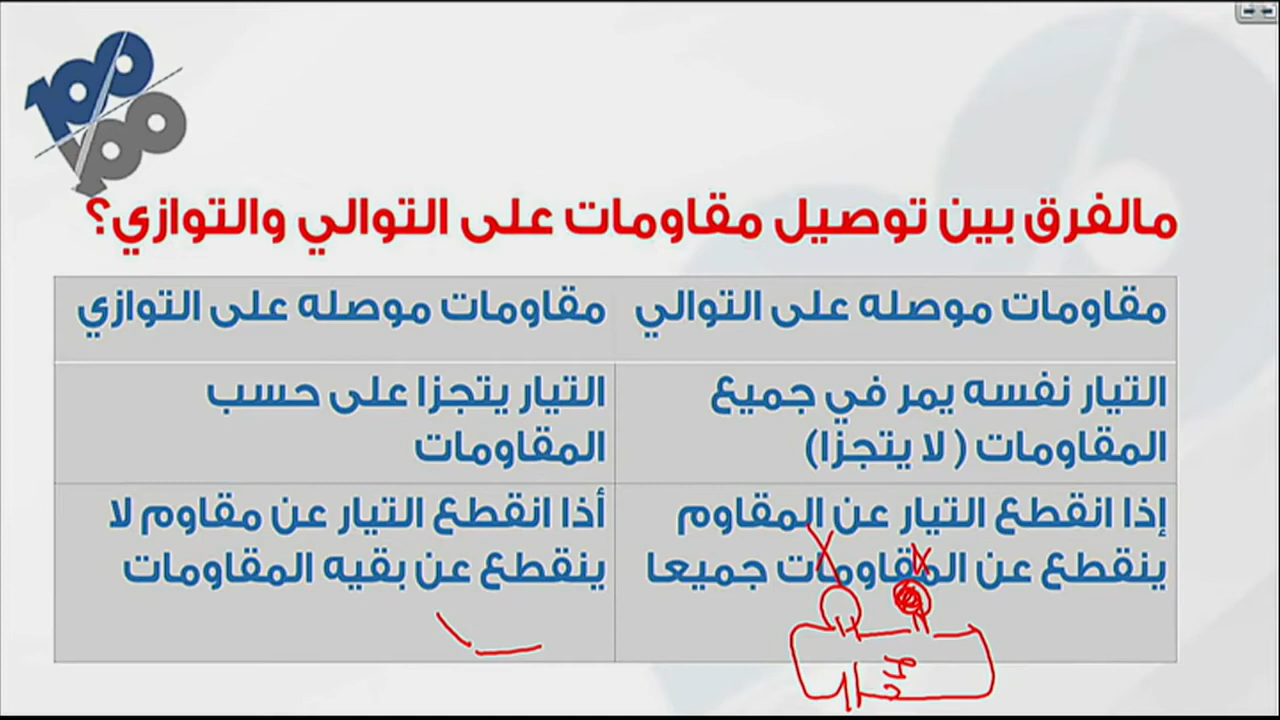 100
100
مالفرق بين توصيل مقاومات على التوالي والتوازي؟
مقاومات موصله على التوالي
مقاومات موصله على التوازي
التيار نفسه يمر في جميع
المقاومات ( لا يتجزا)
التيار يتجزا على حسب
المقاومات
إذا انقطع التيار عن المقاوم
ينقطع عن المقاومات جميعا
أذا انقطع التيار عن مقاوم لا
ينقطع عن بقيه المقاومات